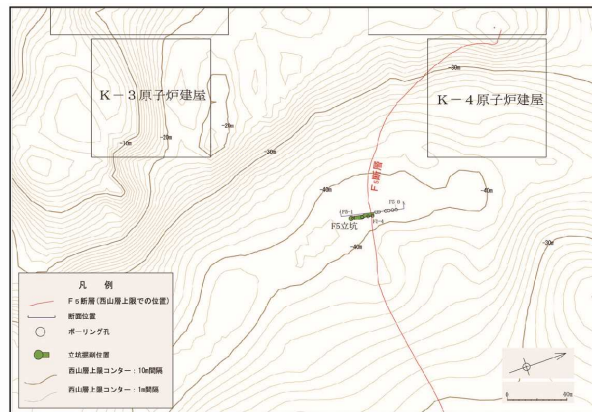 K－3原子炉建屋
K－4原子炉建屋
-10m
-20m
-20m
-30m
-30m
F5断層
-40m
-40m
F5立坑
-40m
-30m
凡 例
F5断層(西山層上限での位置)
断面位置
ボーリング孔
立坑掘削位置
西山層上限コンター：10m間隔
西山層上限コンター：1m間隔
0